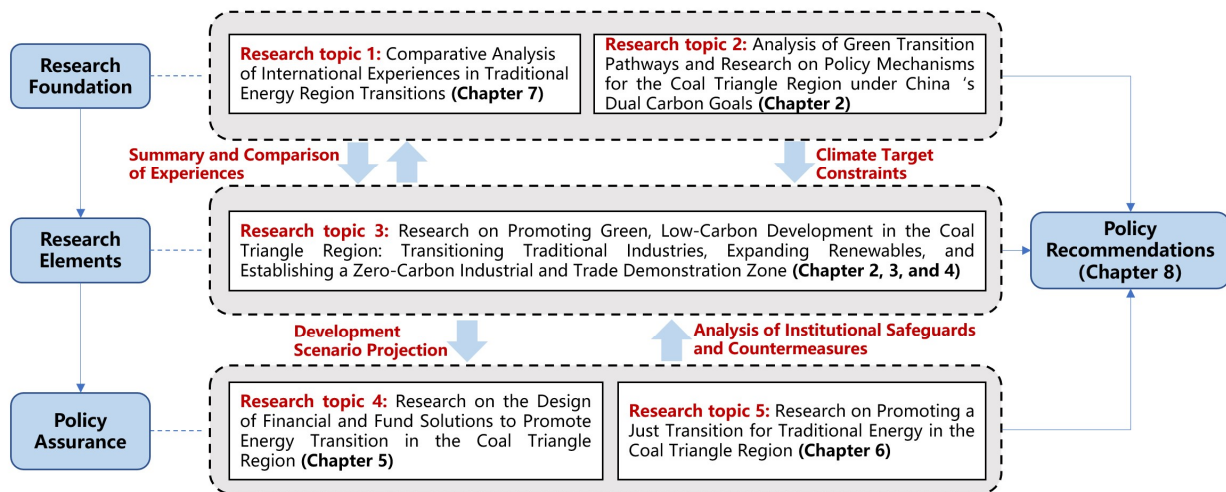 Research
Foundation
Research topic 1: Comparative Analysis
of International Experiences in Traditional
Energy Region Transitions (Chapter 7)
Research topic 2: Analysis of Green Transition
Pathways and Research on Policy Mechanisms
for the Coal Triangle Region under China ‘s
Dual Carbon Goals (Chapter 2)
Summary and Comparison
of Experiences
Climate Target
Constraints
Research
Elements
Research topic 3: Research on Promoting Green, Low-Carbon Development in the Coal
Triangle Region: Transitioning Traditional Industries, Expanding Renewables, and
Establishing a Zero-Carbon Industrial and Trade Demonstration Zone (Chapter 2, 3, and 4)
Policy
Recommendations
(Chapter 8)
Development
Scenario Projection
Analysis of Institutional Safeguards
and Countermeasures
Policy
Assurance
Research topic 4: Research on the Design
of Financial and Fund Solutions to Promote
Energy Transition in the Coal Triangle
Region (Chapter 5)
Research topic 5: Research on Promoting a
Just Transition for Traditional Energy in the
Coal Triangle Region (Chapter 6)